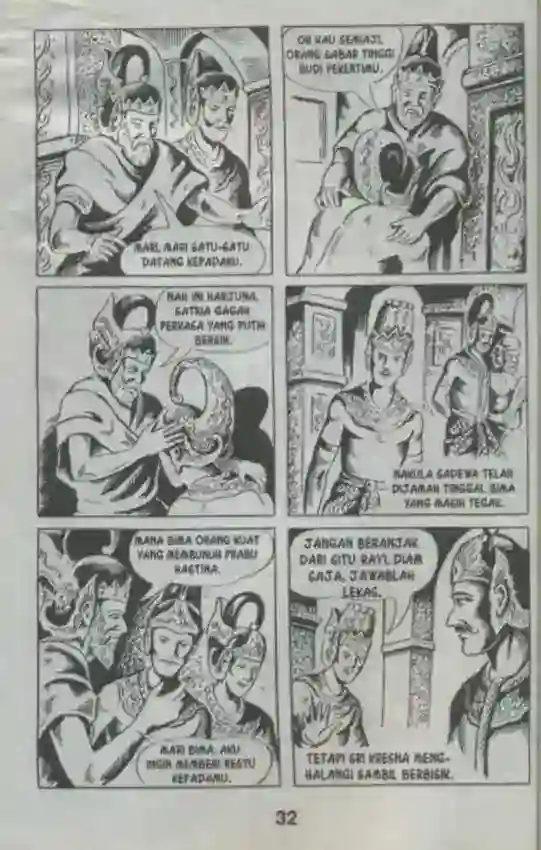 MARI, MARI SATU-SATU
DATANG KEPADAKU.
OH KAU SEMIAJI,
ORANG SABAR TINGGI
BUDI PEKERTIMU.
NAH INI HARJUNA,
SATRIA GAGAH
PERKASA YANG PUTIH
BERSIH.
NAKULA SADEWA TELAH
DIJAMAH TINGGAL BIMA
YANG MASIH TEGAK.
MANA BIMA ORANG KUAT
YANG MEMBUNUH PRABU
HASTINA.
MARI BIMA, AKU
INGIN MEMBERI RESTU
KEPADAMU.
JANGAN BERANJAK
DARI SITU RAYI, DIAM
SAJA, JAWABLAH
LEKAS.
TETAPI SRI KRESNA MENG-
HALANGI SAMBIL BERBISIK.
32